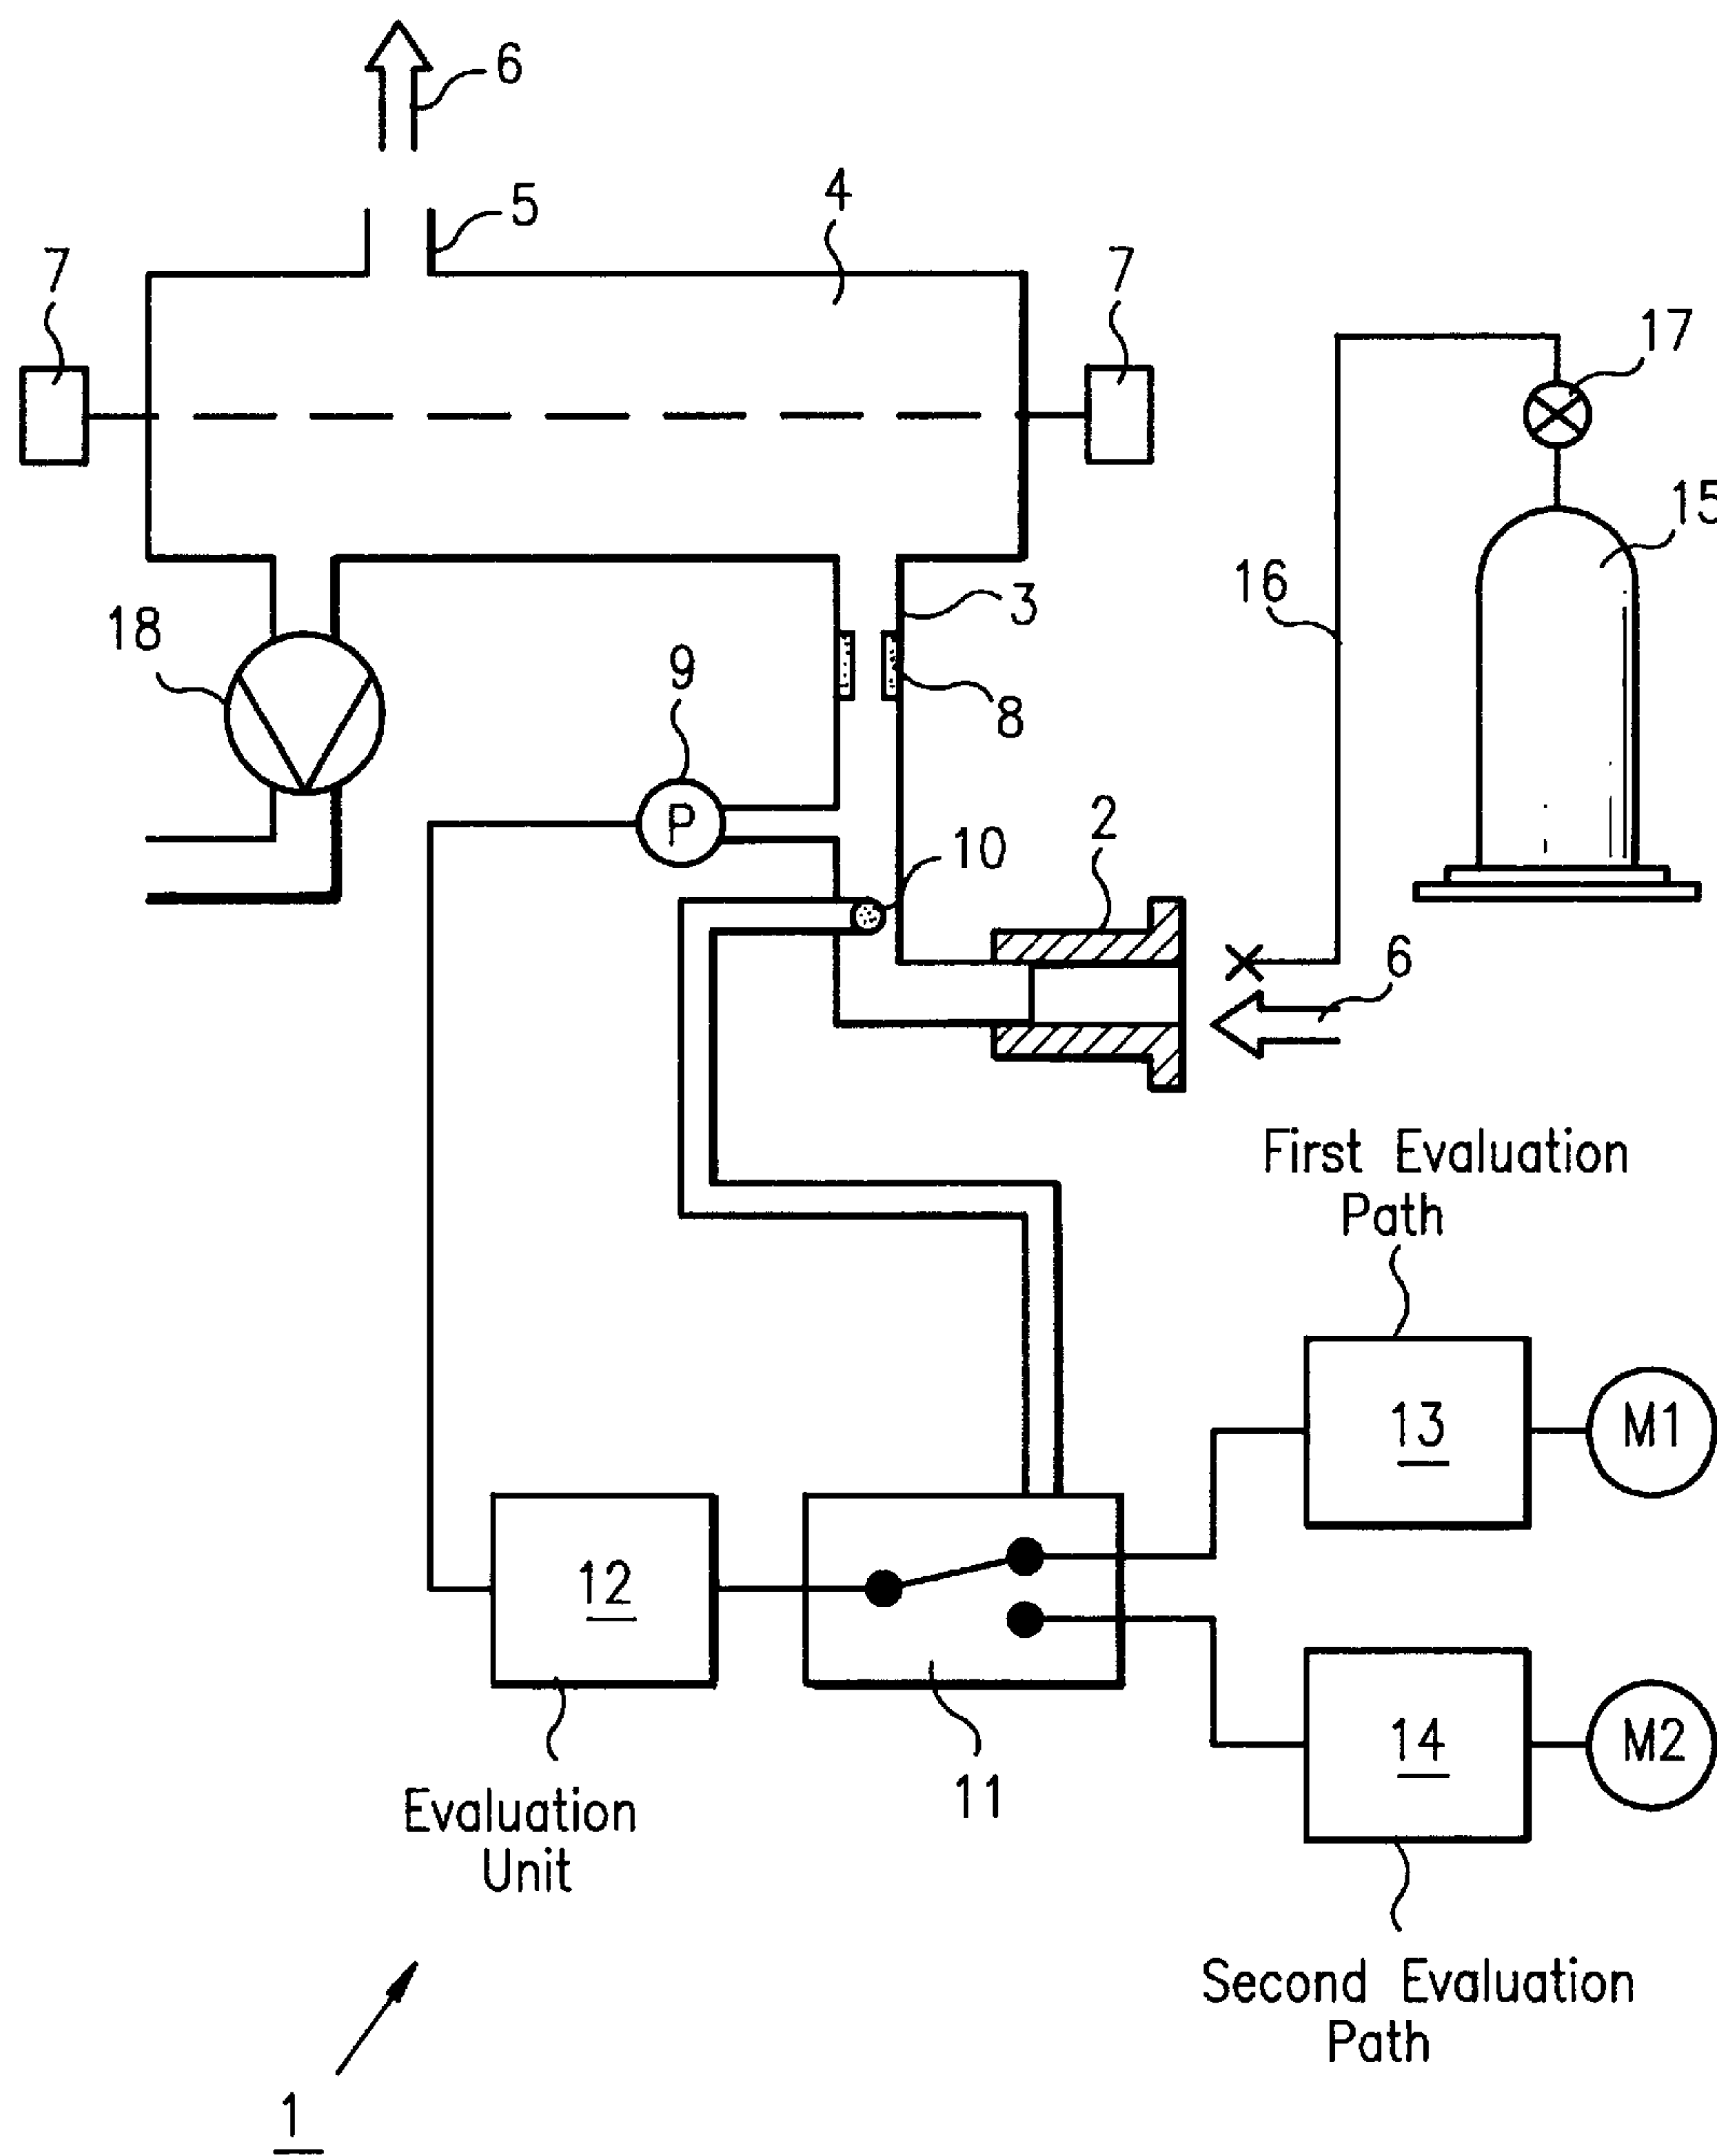 6
5
4
7
7
17
15
16
3
18
9
8
P
2
10
6
First Evaluation
Path
13
M1
12
11
14
M2
Evaluation
Unit
Second Evaluation
Path
1